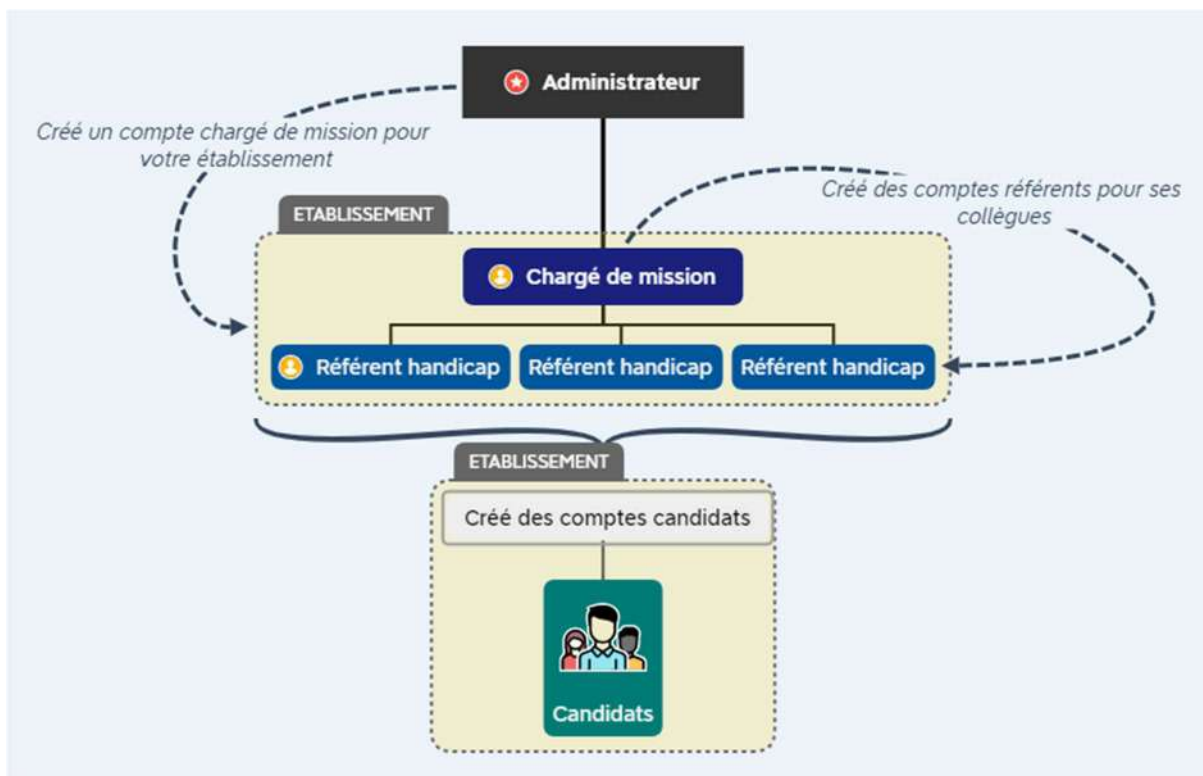 Administrateur
Créé un compte chargé de mission pour
votre établissement
Créé des comptes référents pour ses
collègues
ETABLISSEMENT
Chargé de mission
Référent handicap
Référent handicap
Référent handicap
ETABLISSEMENT
Créé des comptes candidats
Candidats